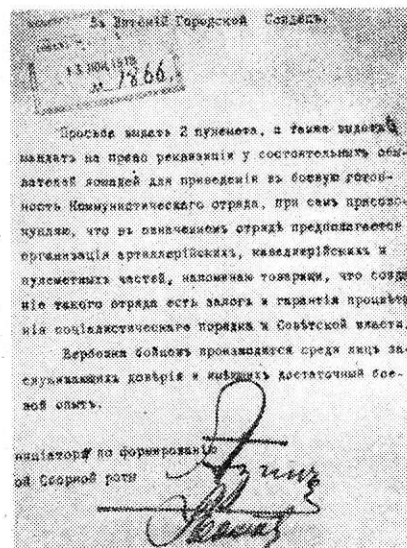 Въ Вятскій Городской Совдепъ.
13 НОЯ 1918
№ 1866.
Просьба выдать 2 пулемета, а также выдать
мандатъ на право реквизиціи у состоятельныхъ обы-
вателей лошадей для приведенія въ боевую готов-
ность Коммунистическаго отряда, при семъ присово-
купляю, что въ означенномъ отрядѣ предполагается
организація артиллерійскихъ, кавалерійскихъ и
пулеметныхъ частей, напоминаю товарищи, что созда
ніе такого отряда есть залогъ и гарантія процвѣта
нія соціалистическаго порядка и Совѣтской власти.
Вербовка бойцовъ производится среди лицъ за-
служивающихъ довѣрія и имѣющихъ достаточный бое-
вой опытъ.
ниціаторъ по формированію
ой Сборной роты